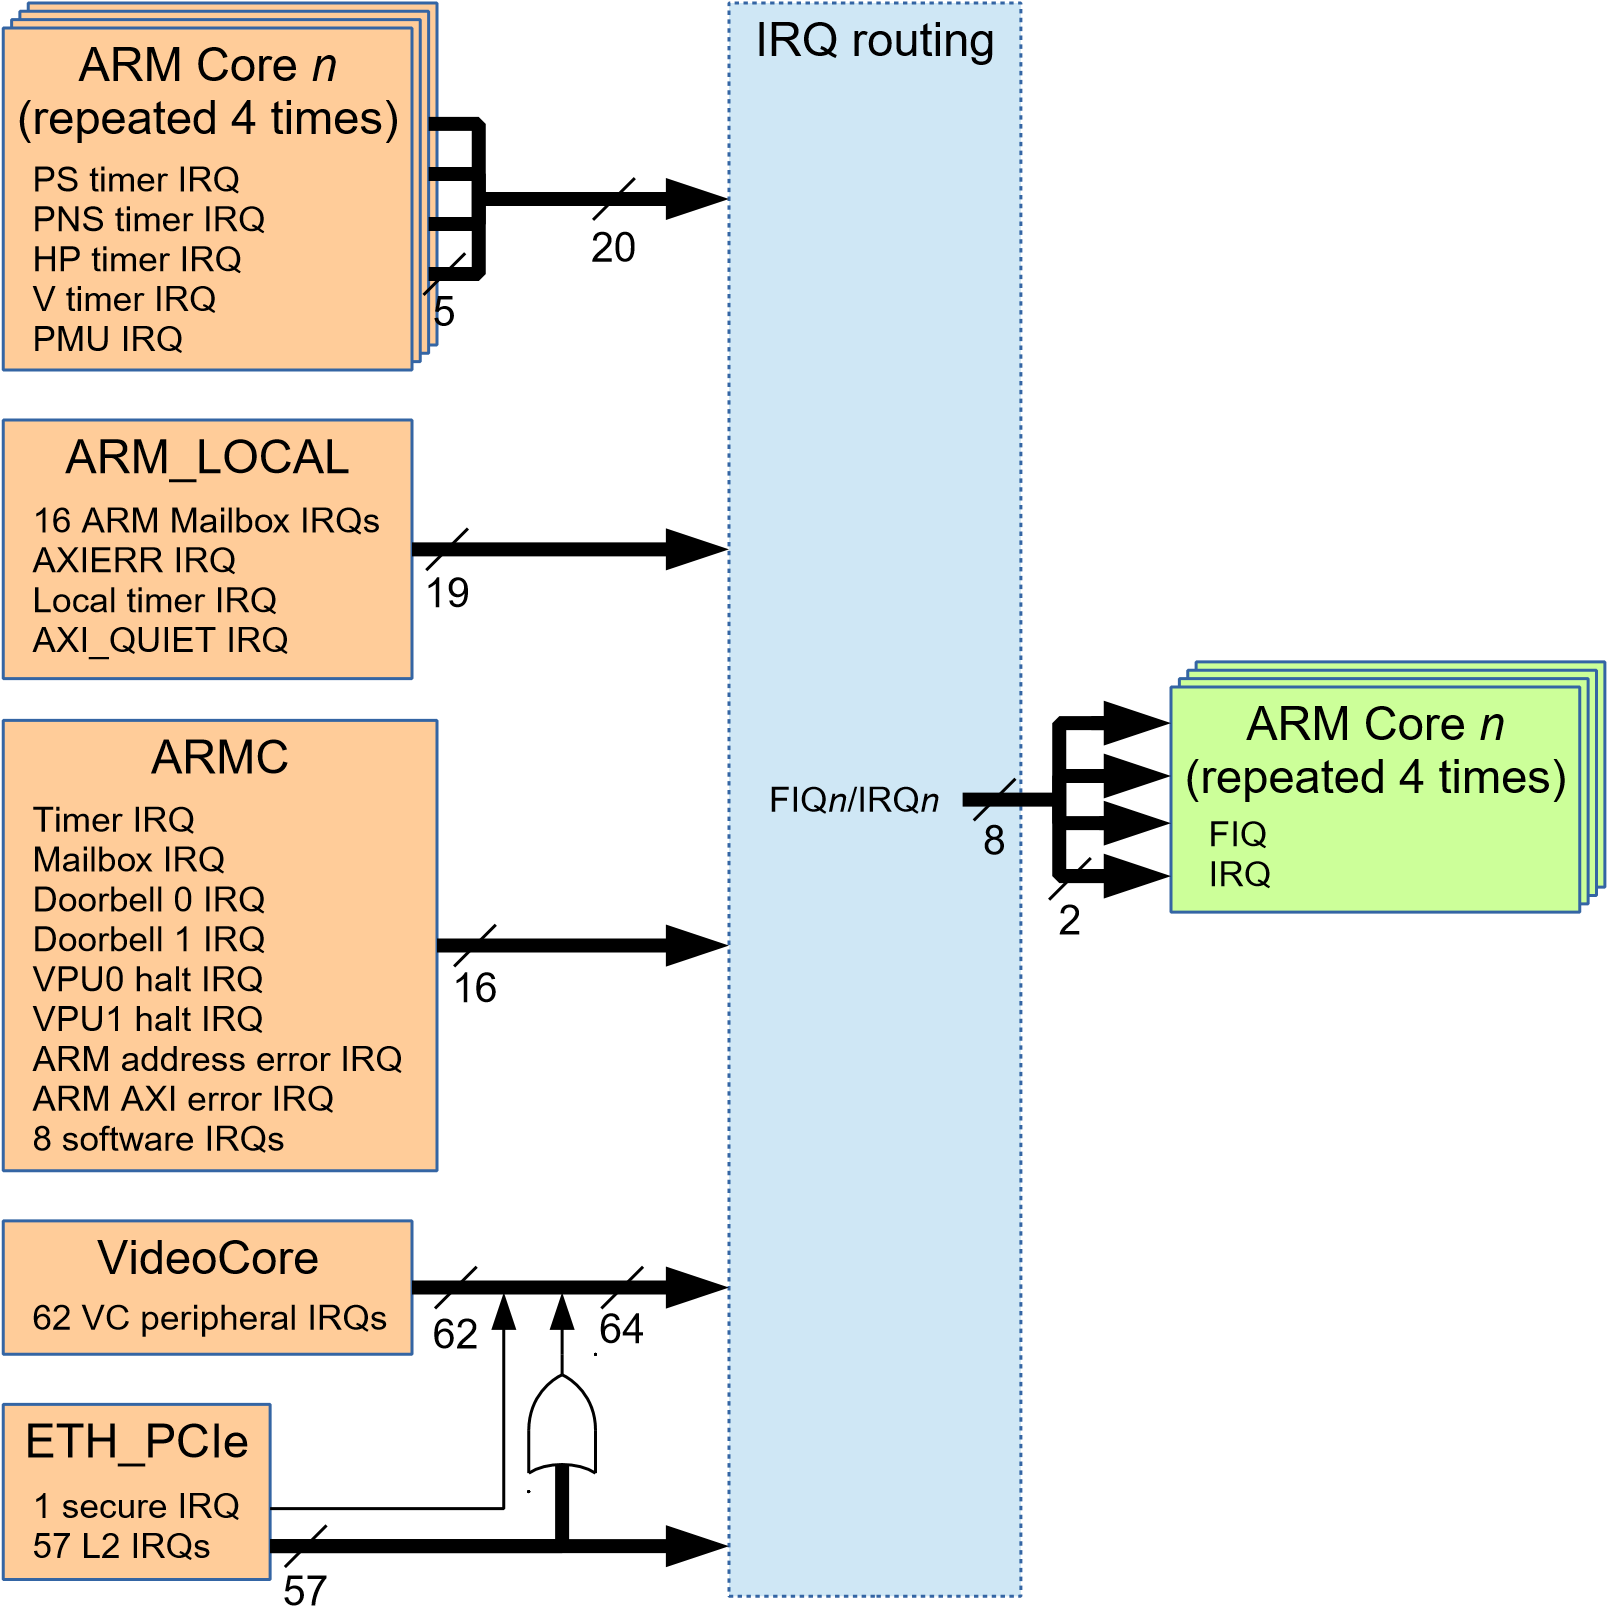 ARM Core n
(repeated 4 times)
PS timer IRQ
PNS timer IRQ
HP timer IRQ
V timer IRQ
PMU IRQ
5
20
ARM_LOCAL
16 ARM Mailbox IRQs
AXIERR IRQ
Local timer IRQ
AXI_QUIET IRQ
19
ARMC
Timer IRQ
Mailbox IRQ
Doorbell 0 IRQ
Doorbell 1 IRQ
VPU0 halt IRQ
VPU1 halt IRQ
ARM address error IRQ
ARM AXI error IRQ
8 software IRQs
16
VideoCore
62 VC peripheral IRQs
62
64
ETH_PCIe
1 secure IRQ
57 L2 IRQs
57
IRQ routing
FIQn/IRQn
8
2
ARM Core n
(repeated 4 times)
FIQ
IRQ